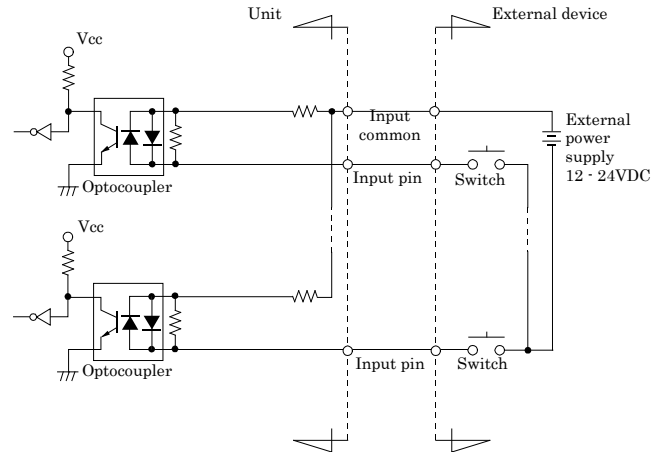 Unit
External device
Vcc
Input
common
External
power
supply
12 - 24VDC
Optocoupler
Input pin
Switch
Vcc
Optocoupler
Input pin
Switch